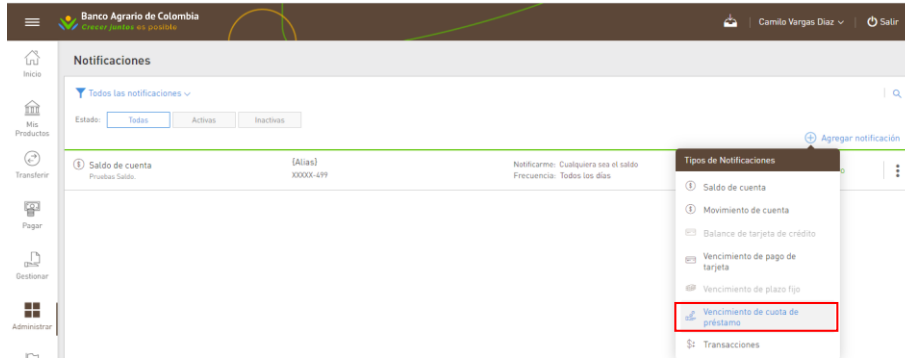 Banco Agrario de Colombia
Crecer juntos es posible
Camilo Vargas Diaz
Salir
Inicio
Notificaciones
Todos las notificaciones
Mis
Productos
Estado:
Todas
Activas
Inactivas
Agregar notificación
Transferir
Saldo de cuenta
Pruebas Saldo.
{Alias}
XXXXX-499
Notificarme: Cualquiera sea el saldo
Frecuencia: Todos los días
o
Tipos de Notificaciones
Saldo de cuenta
Movimiento de cuenta
Balance de tarjeta de crédito
Vencimiento de pago de
tarjeta
Vencimiento de plazo fijo
Vencimiento de cuota de
préstamo
Transacciones
Pagar
Gestionar
Administrar